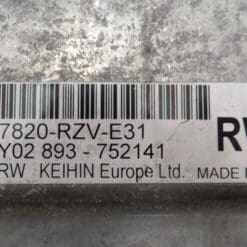 7820-RZV-E31
RW
Y02 893 - 752141
RW KEIHIN Europe Ltd. MADE